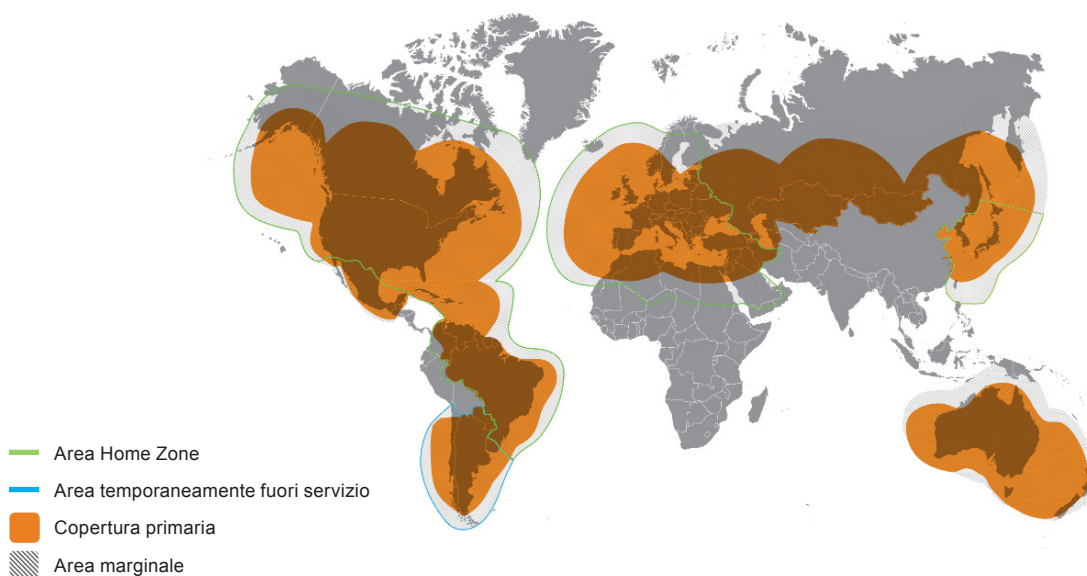 Area Home Zone
Area temporaneamente fuori servizio
Copertura primaria
Area marginale